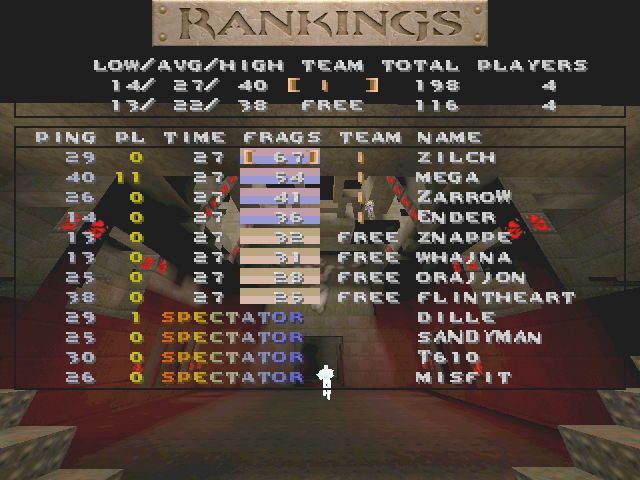 RANKINGS
LOW/AVG/HIGH TEAM TOTAL PLAYERS
14/ 27/ 40 [ 1 ] 198 4
13/ 22/ 38 FREE 116 4
PING PL TIME FRAGS TEAM NAME
29 0 27 [ 67 ] 1 ZILCH
40 11 27 54 1 MEGA
26 0 27 41 1 ZARROW
14 0 27 36 1 ENDER
13 0 27 32 FREE ZNAPPE
13 0 27 31 FREE WHAJNA
25 0 27 28 FREE ORAJJON
38 0 27 25 FREE FLINTHEART
29 1 SPECTATOR DILLE
25 0 SPECTATOR SANDYMAN
30 0 SPECTATOR T610
26 0 SPECTATOR MISFIT